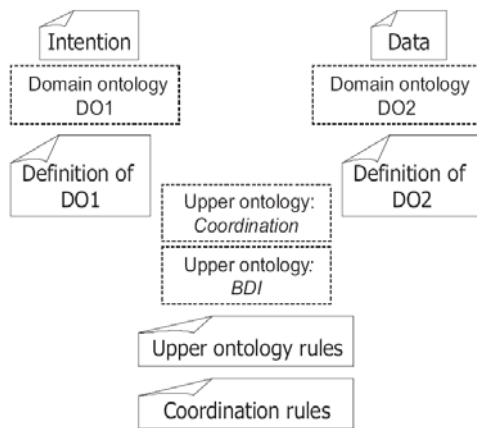 Intention
Data
Domain ontology
DO1
Domain ontology
DO2
Definition of
DO1
Definition of
DO2
Upper ontology:
Coordination
Upper ontology:
BDI
Upper ontology rules
Coordination rules